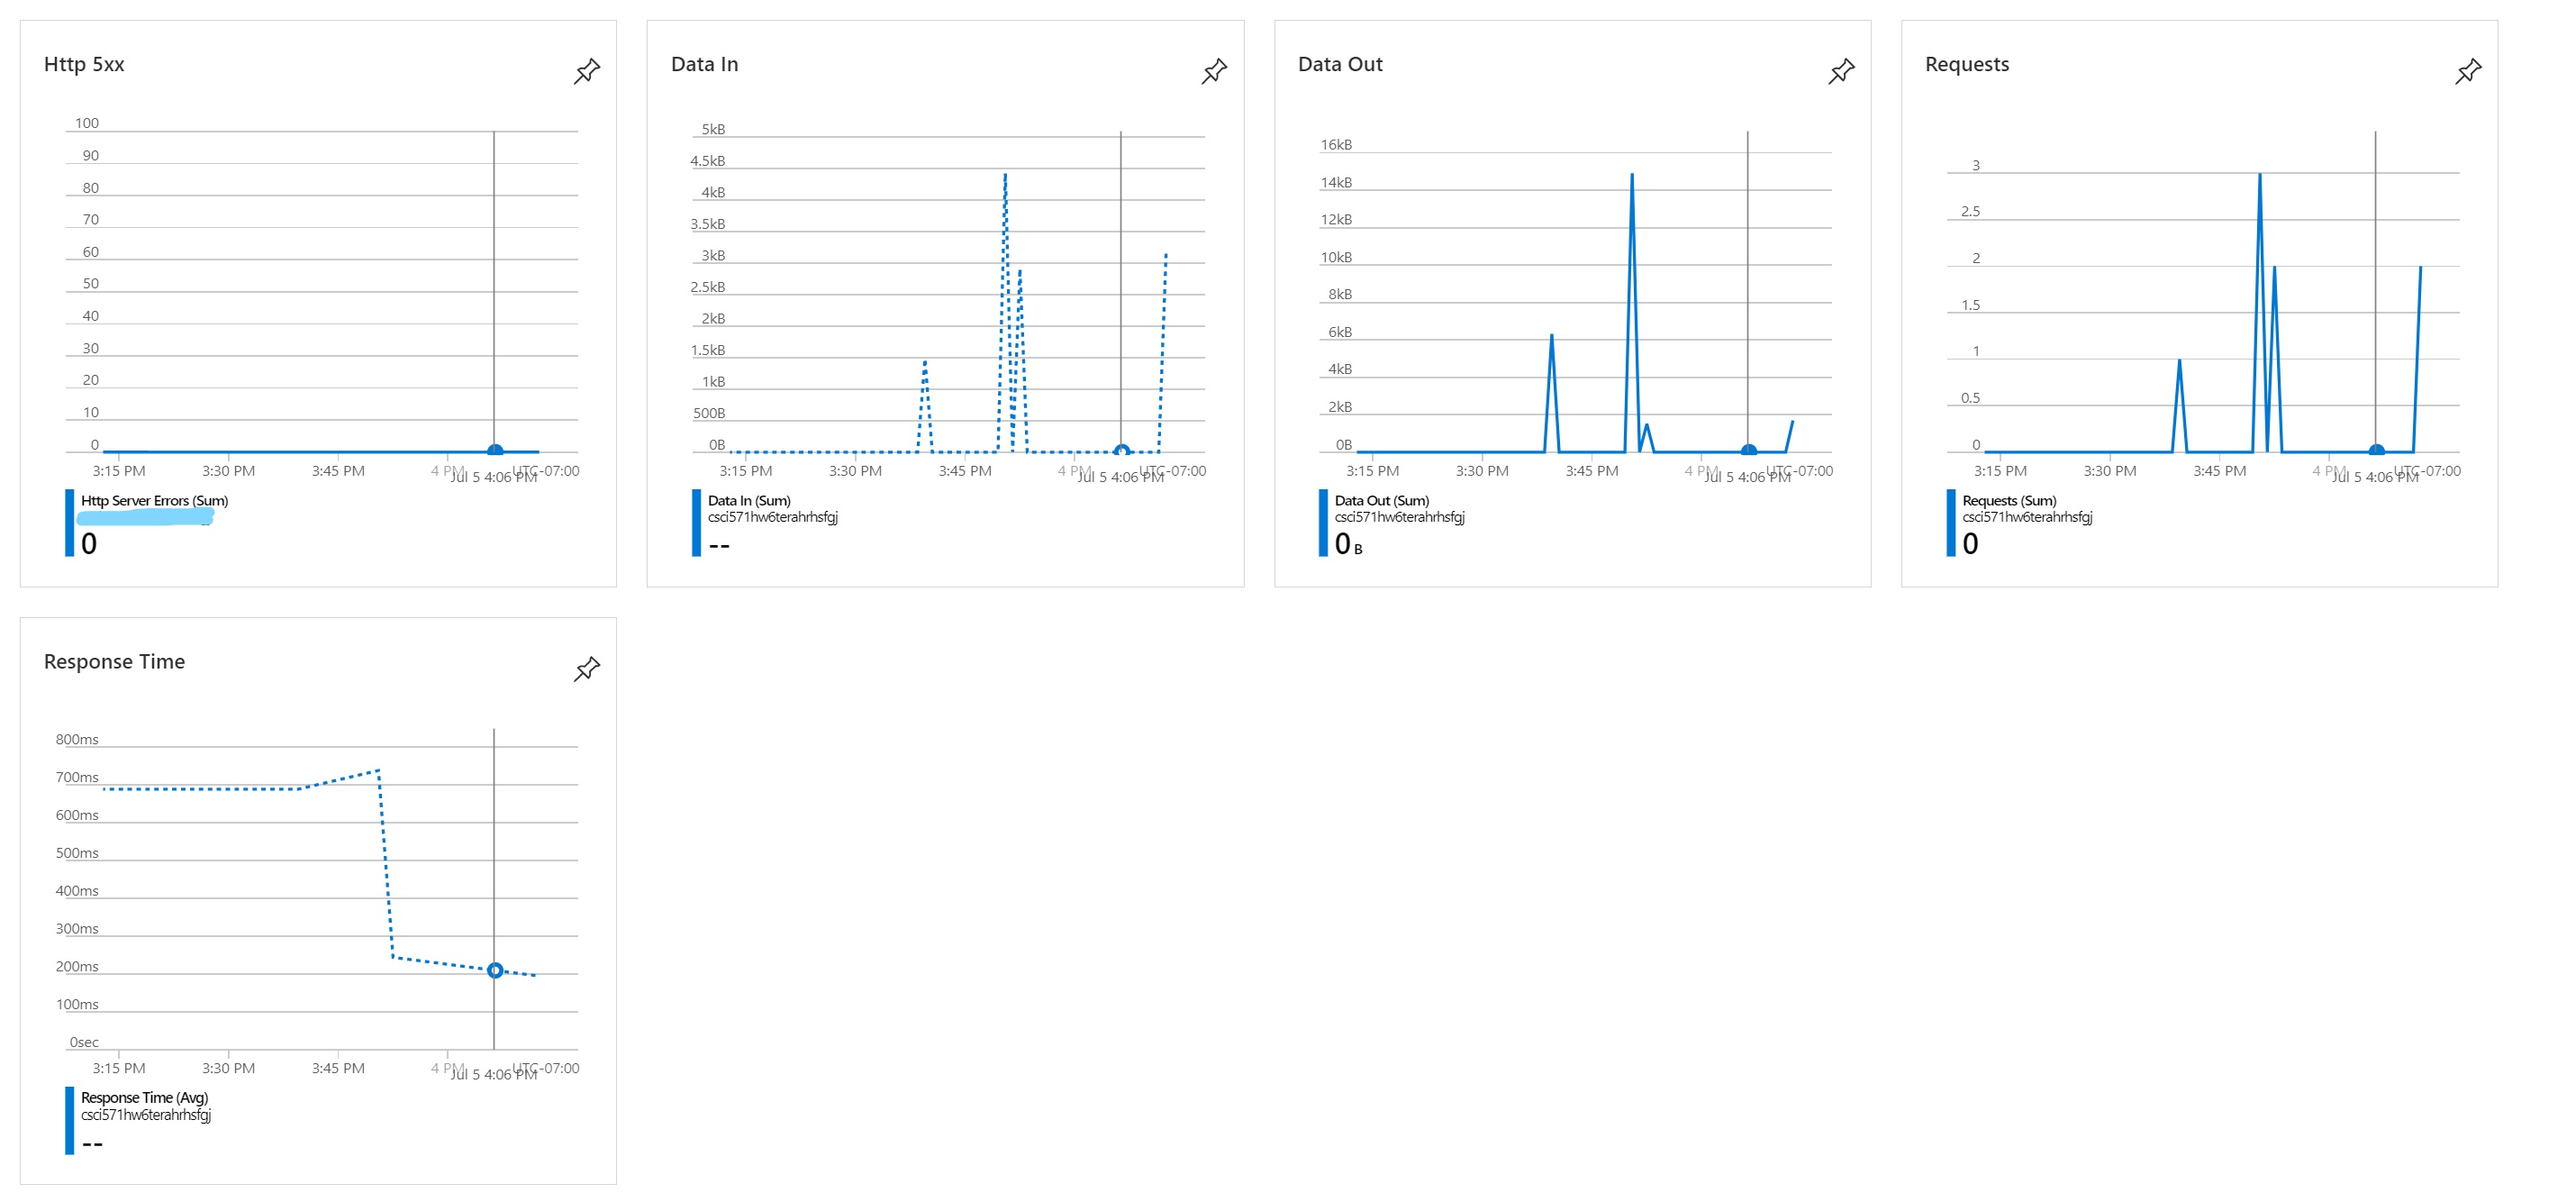 Http 5xx
100
90
80
70
60
50
40
30
20
10
0
3:15 PM 3:30 PM 3:45 PM 4 PM UTC-07:00
Jul 5 4:06 PM
Http Server Errors (Sum)
0
Data In
5kB
4.5kB
4kB
3.5kB
3kB
2.5kB
2kB
1.5kB
1kB
500B
0B
3:15 PM 3:30 PM 3:45 PM 4 PM UTC-07:00
Jul 5 4:06 PM
Data In (Sum)
csci571hw6terahrhsfgj
--
Data Out
16kB
14kB
12kB
10kB
8kB
6kB
4kB
2kB
0B
3:15 PM 3:30 PM 3:45 PM 4 PM UTC-07:00
Jul 5 4:06 PM
Data Out (Sum)
csci571hw6terahrhsfgj
0 B
Requests
3
2.5
2
1.5
1
0.5
0
3:15 PM 3:30 PM 3:45 PM 4 PM UTC-07:00
Jul 5 4:06 PM
Requests (Sum)
csci571hw6terahrhsfgj
0
Response Time
800ms
700ms
600ms
500ms
400ms
300ms
200ms
100ms
0sec
3:15 PM 3:30 PM 3:45 PM 4 PM UTC-07:00
Jul 5 4:06 PM
Response Time (Avg)
csci571hw6terahrhsfgj
--